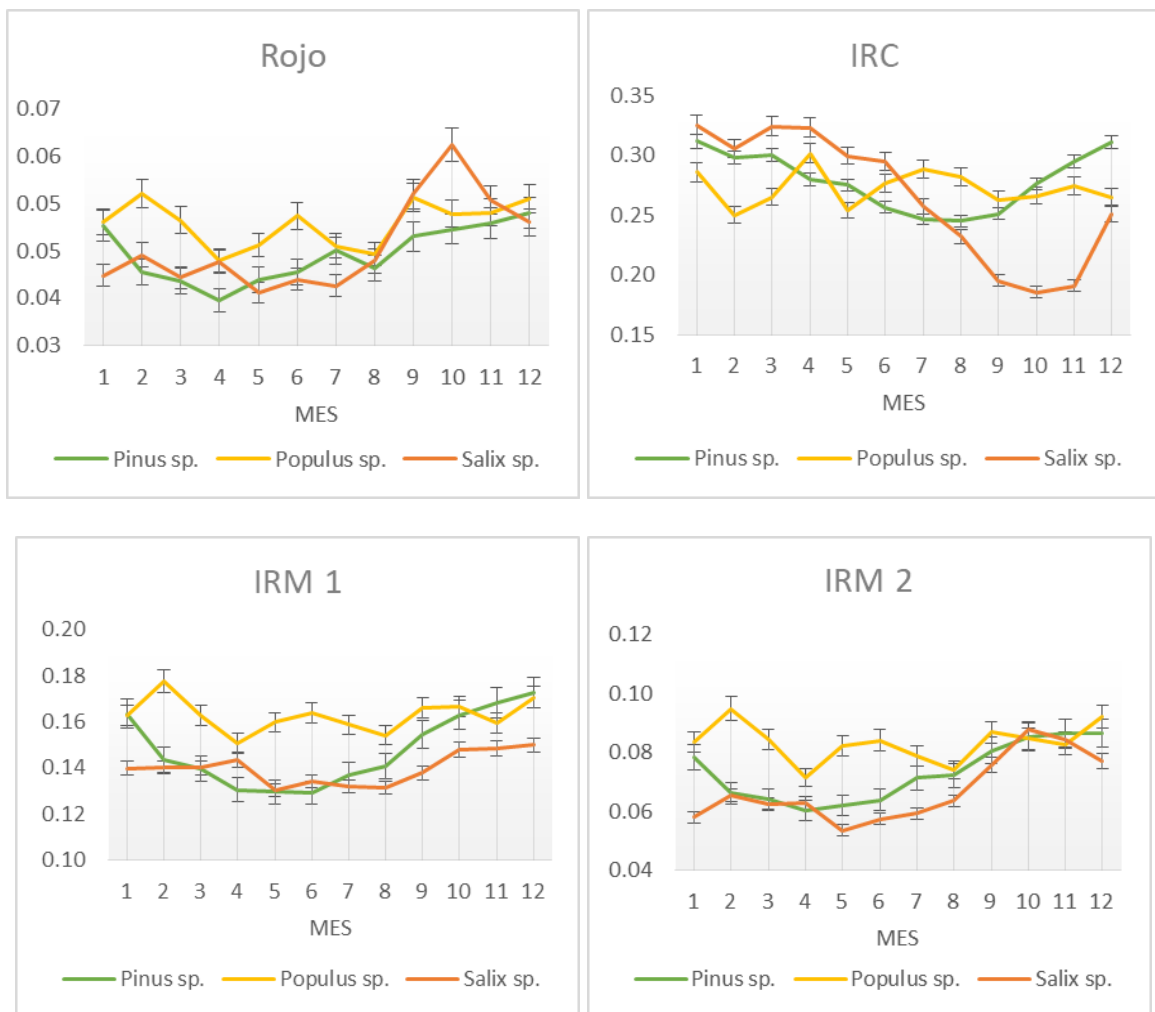 Rojo
0.07
0.06
0.05
0.05
0.04
0.03
1 2 3 4 5 6 7 8 9 10 11 12
MES
Pinus sp. Populus sp. Salix sp.
IRC
0.35
0.30
0.25
0.20
0.15
1 2 3 4 5 6 7 8 9 10 11 12
MES
Pinus sp. Populus sp. Salix sp.
IRM 1
0.20
0.18
0.16
0.14
0.12
0.10
1 2 3 4 5 6 7 8 9 10 11 12
MES
Pinus sp. Populus sp. Salix sp.
IRM 2
0.12
0.10
0.08
0.06
0.04
1 2 3 4 5 6 7 8 9 10 11 12
MES
Pinus sp. Populus sp. Salix sp.